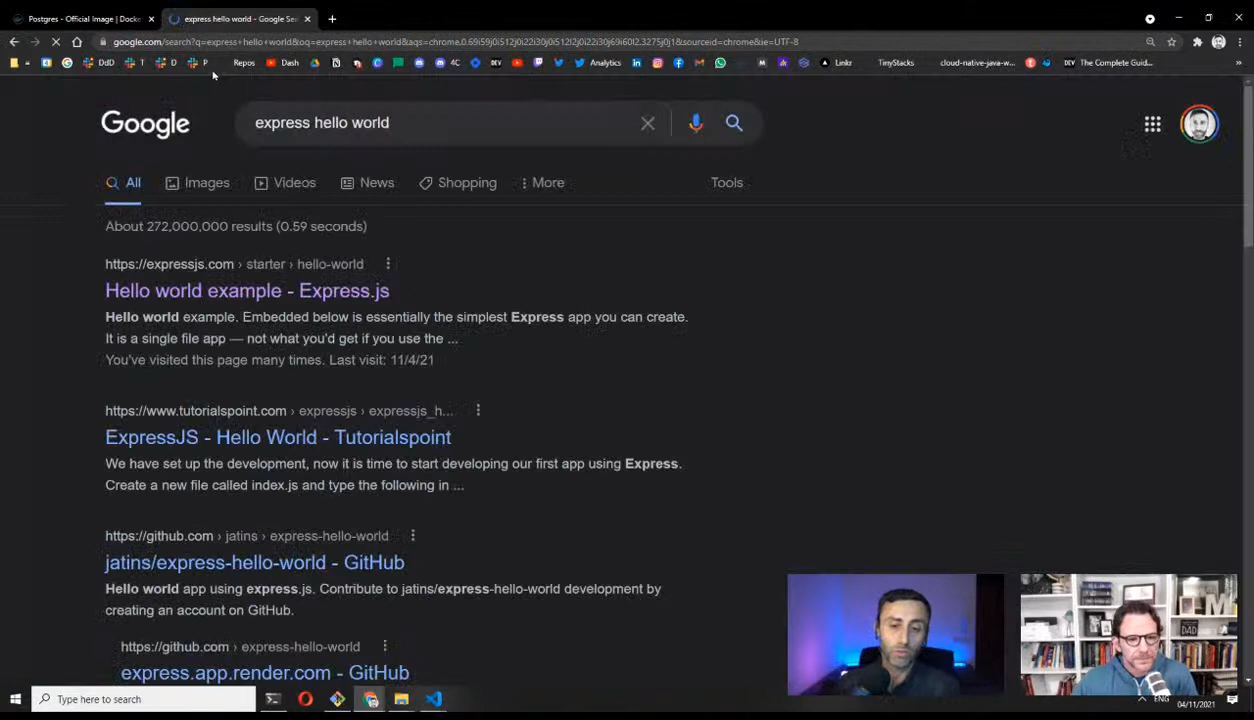 Postgres - Official Image | Docke
express hello world - Google Sea
google.com/search?q=express+hello+world&oq=express+hello+world&aqs=chrome.0.69i59j0i512j0i22i30j0i512l2j0i22i30j69i60l2.3275j0j1&sourceid=chrome&ie=UTF-8
DdD T D P Repos Dash 4C Analytics Linkr TinyStacks cloud-native-java-w... The Complete Guid... »
Google
express hello world
All Images Videos News Shopping More Tools
About 272,000,000 results (0.59 seconds)
https://expressjs.com › starter › hello-world
Hello world example - Express.js
Hello world example. Embedded below is essentially the simplest Express app you can create.
It is a single file app — not what you'd get if you use the ...
You've visited this page many times. Last visit: 11/4/21
https://www.tutorialspoint.com › expressjs › expressjs_h...
ExpressJS - Hello World - Tutorialspoint
We have set up the development, now it is time to start developing our first app using Express.
Create a new file called index.js and type the following in ...
https://github.com › jatins › express-hello-world
jatins/express-hello-world - GitHub
Hello world app using express.js. Contribute to jatins/express-hello-world development by
creating an account on GitHub.
https://github.com › express-hello-world
express.app.render.com - GitHub
M
DAD
Type here to search
ENG
04/11/2021